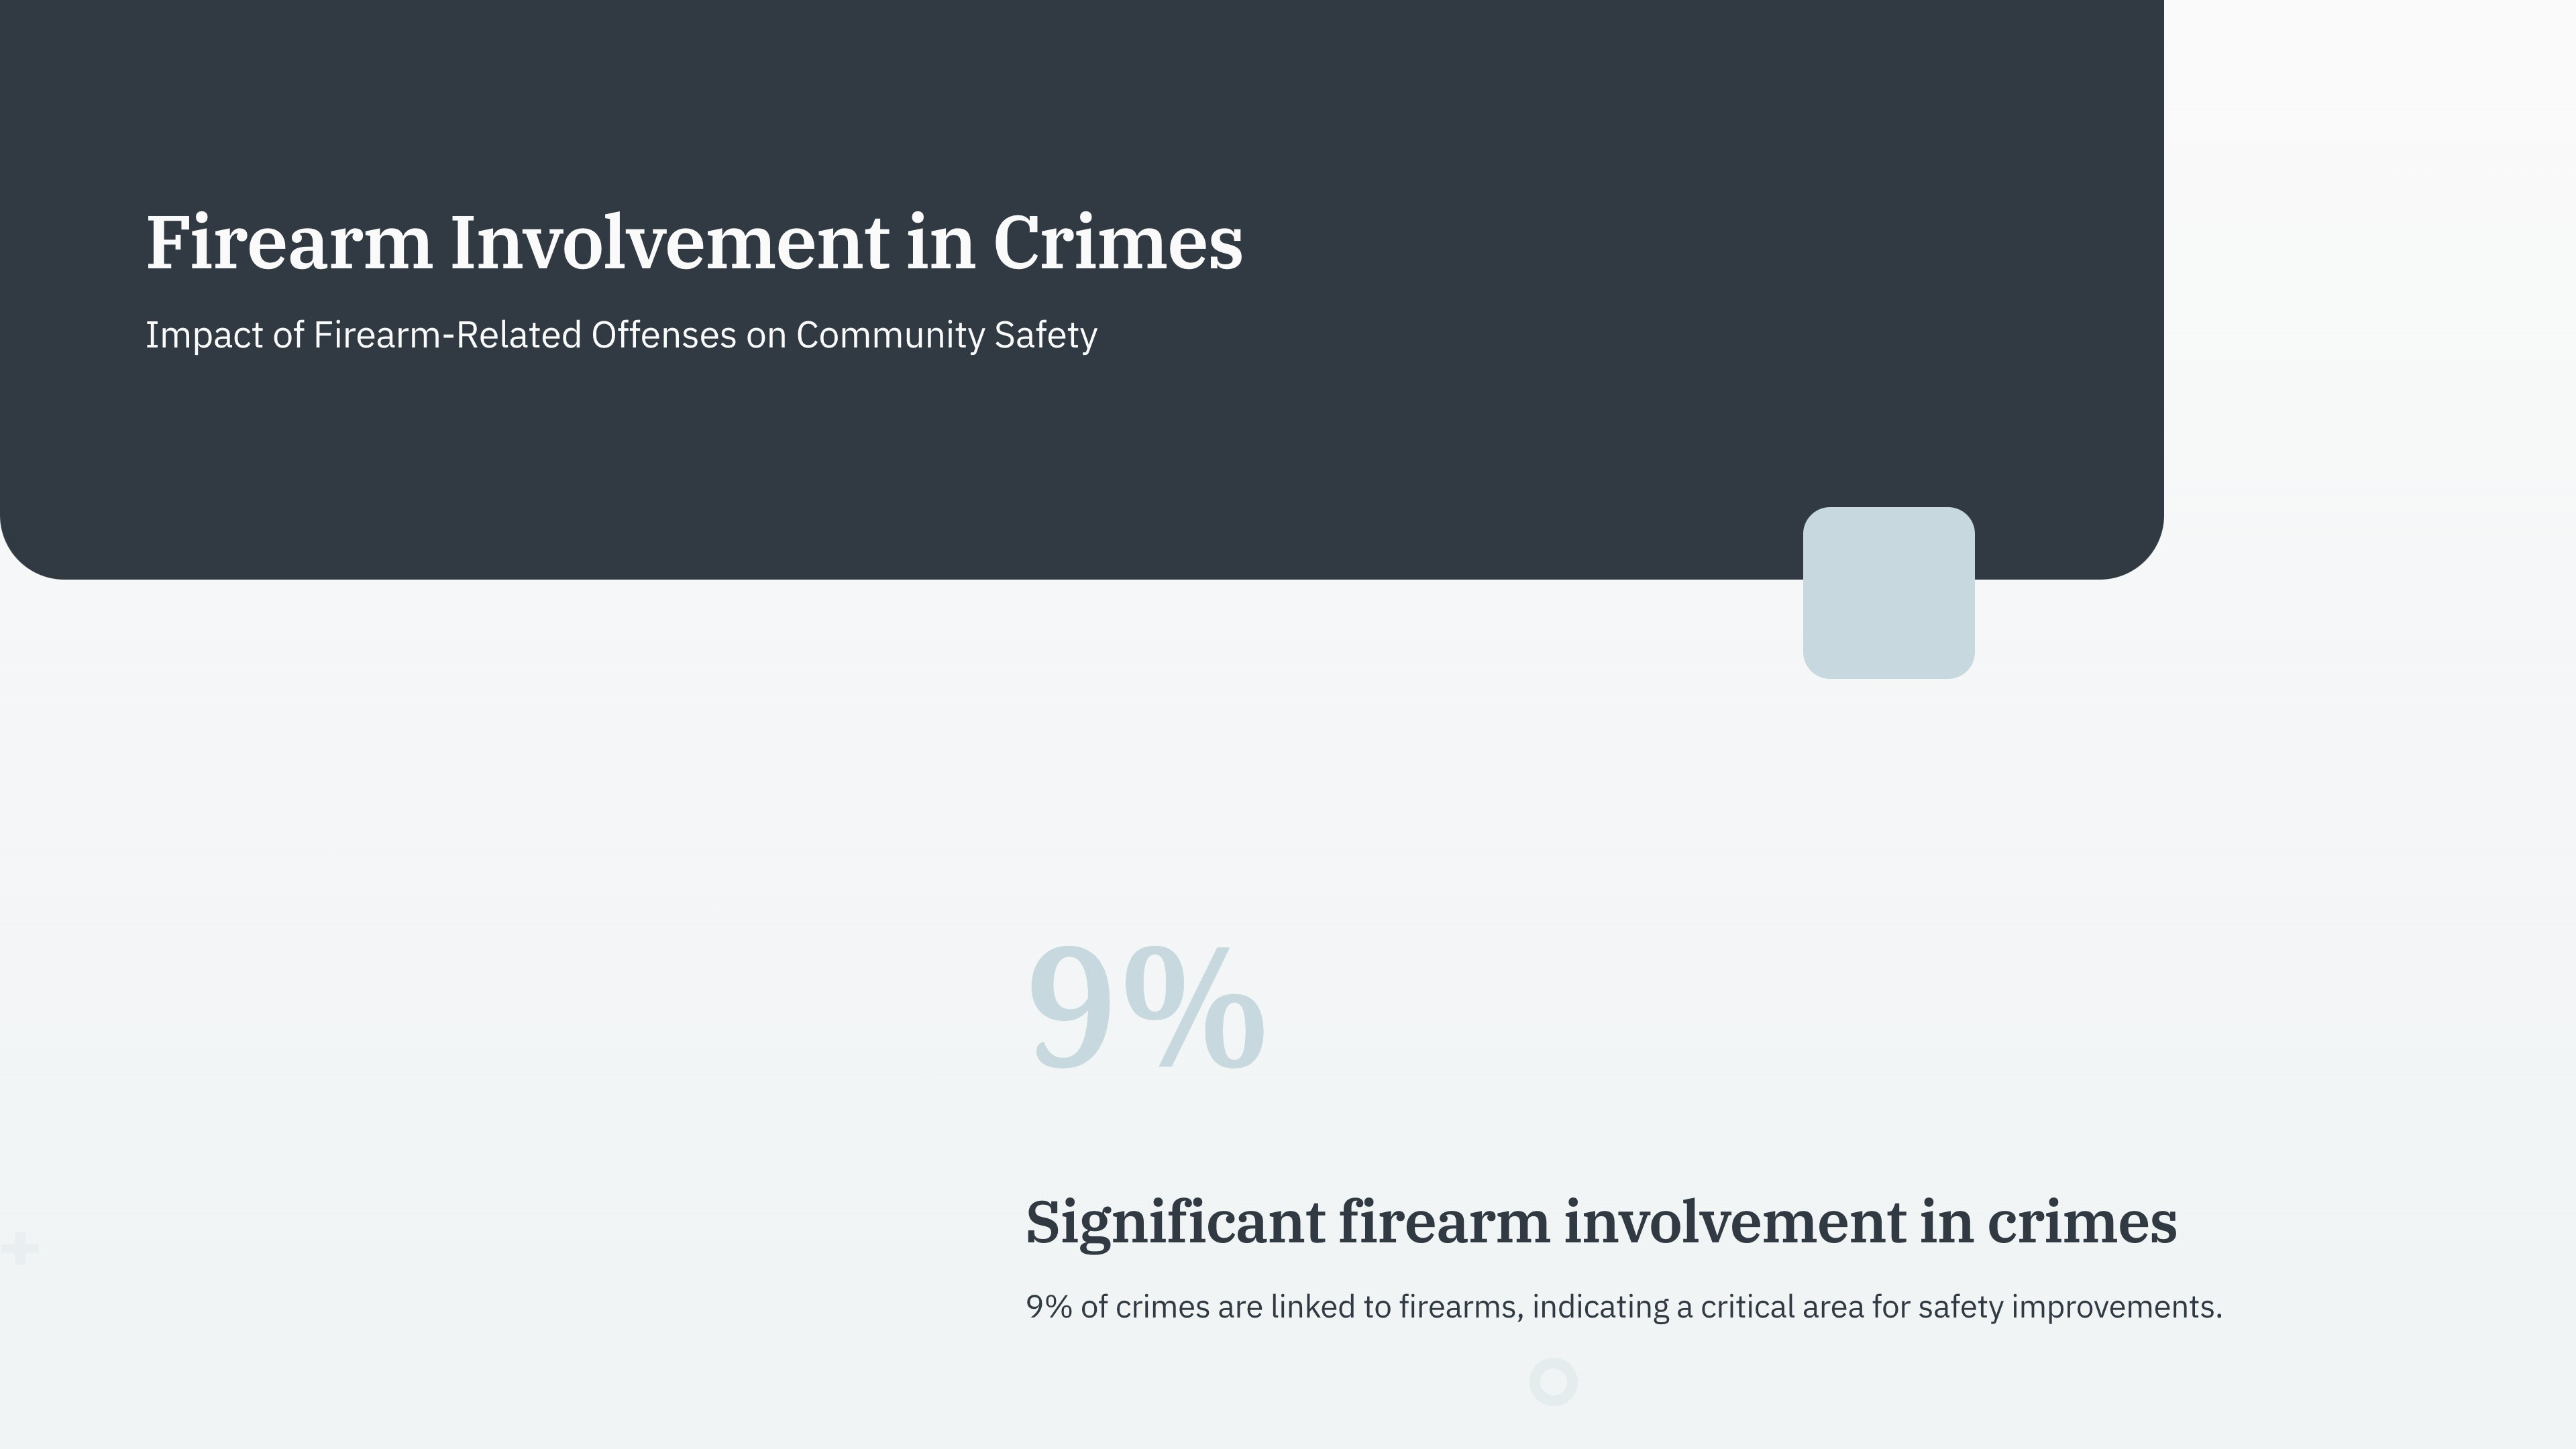 Firearm Involvement in Crimes
Impact of Firearm-Related Offenses on Community Safety
9%
Significant firearm involvement in crimes
9% of crimes are linked to firearms, indicating a critical area for safety improvements.